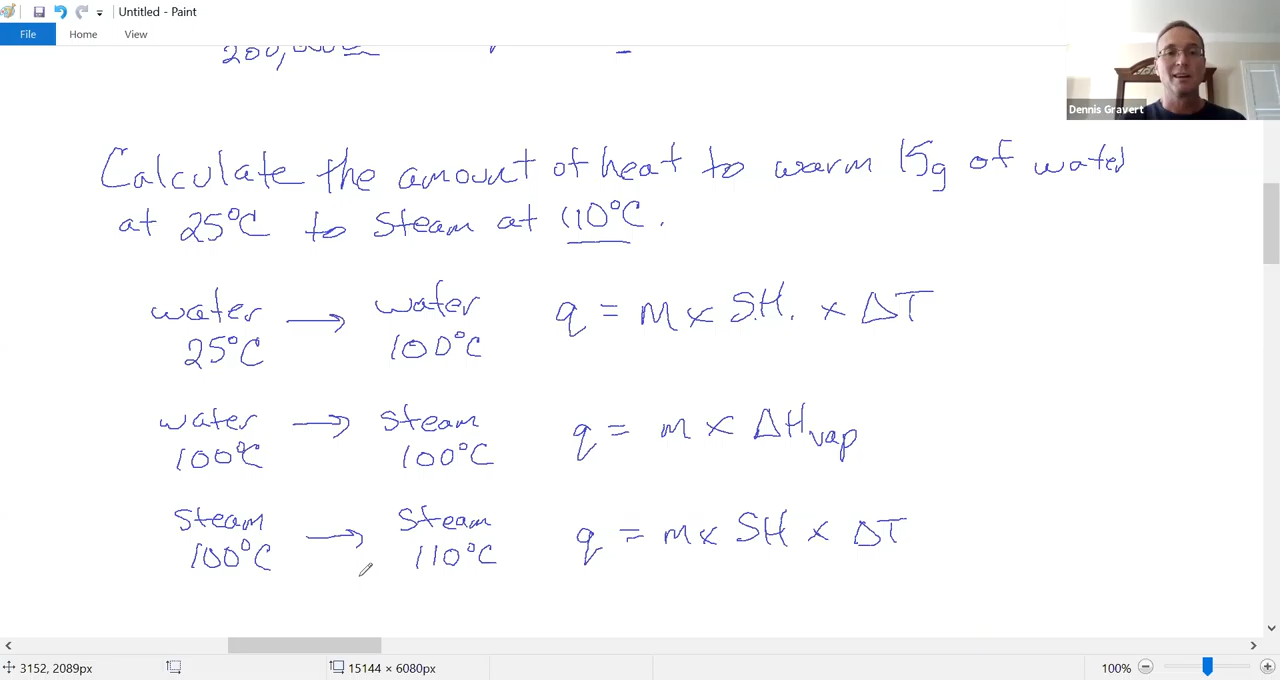 Untitled - Paint
File Home View
Dennis Gravert
Calculate the amount of heat to warm 15g of water
at 25°C to steam at 110°C.
water → water q = m x S.H. x ΔT
25°C 100°C
water → steam q = m x ΔHvap
100°C 100°C
steam → steam q = m x SH x ΔT
100°C 110°C
3152, 2089px 15144 × 6080px 100%